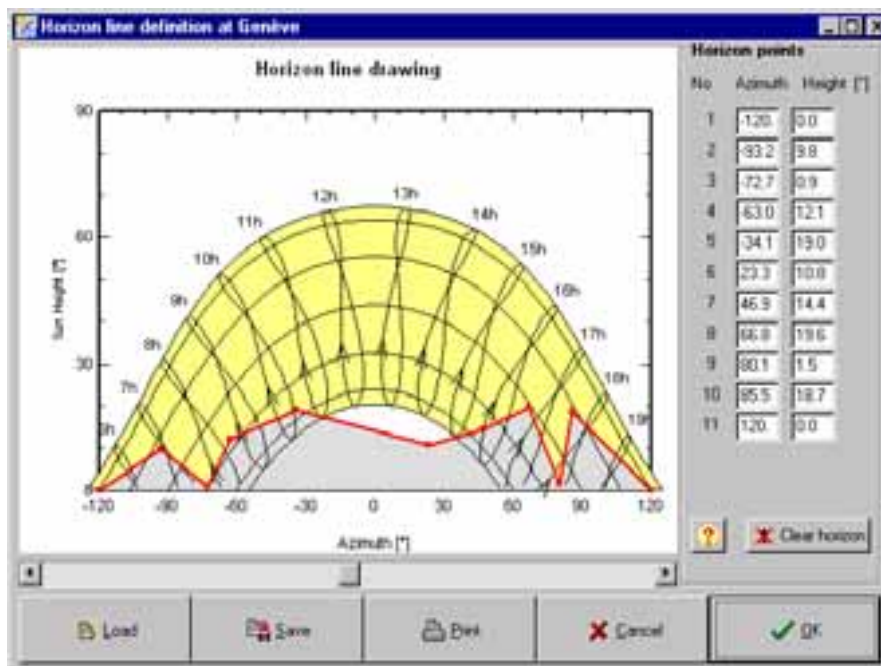 Horizon line definition at Genève
Horizon line drawing
Horizon points
No Azimuth Height [°]
1 -120. 0.0
2 -93.2 9.8
3 -72.7 0.9
4 -63.0 12.1
5 -34.1 19.0
6 23.3 10.8
7 46.9 14.4
8 66.8 19.6
9 80.1 1.5
10 85.5 18.7
11 120. 0.0
90
60
30
0
Sun Height [°]
6h
7h
8h
9h
10h
11h
12h
13h
14h
15h
16h
17h
18h
19h
-120 -90 -60 -30 0 30 60 90 120
Azimuth [°]
? Clear horizon
Load Save Print Cancel OK